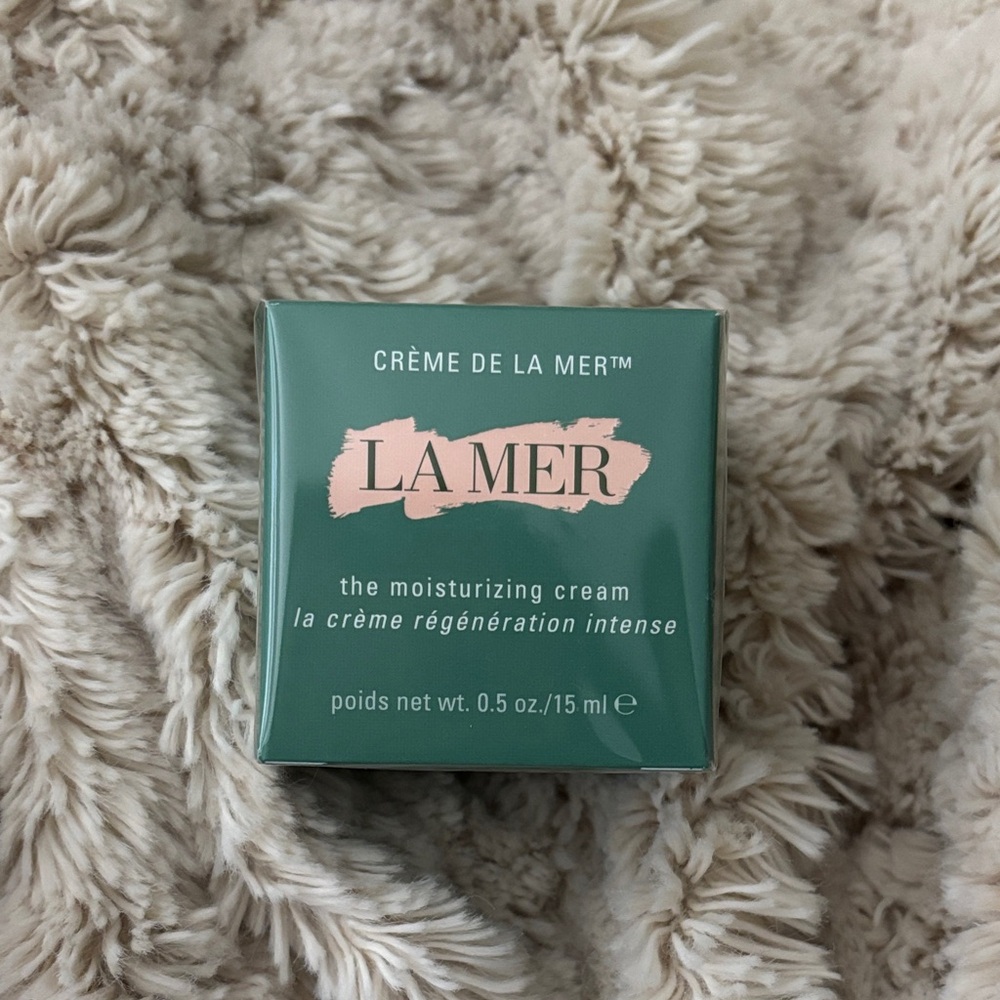 CRÈME DE LA MER™
LA MER
the moisturizing cream
la crème régénération intense
poids net wt. 0.5 oz./15 ml ℮